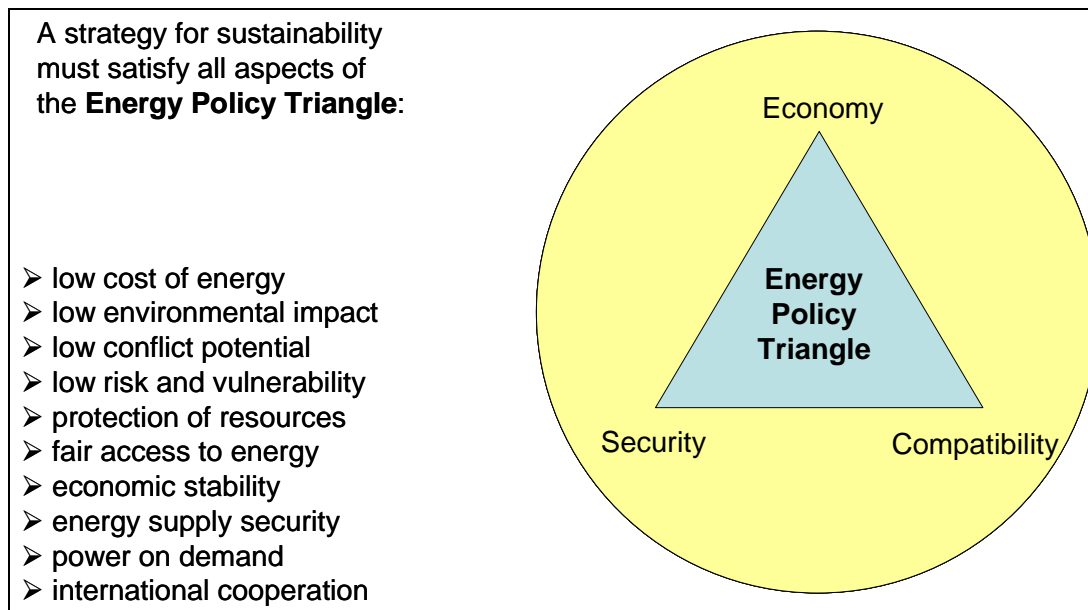 A strategy for sustainability
must satisfy all aspects of
the Energy Policy Triangle:
➢ low cost of energy
➢ low environmental impact
➢ low conflict potential
➢ low risk and vulnerability
➢ protection of resources
➢ fair access to energy
➢ economic stability
➢ energy supply security
➢ power on demand
➢ international cooperation
Economy
Energy
Policy
Triangle
Security
Compatibility